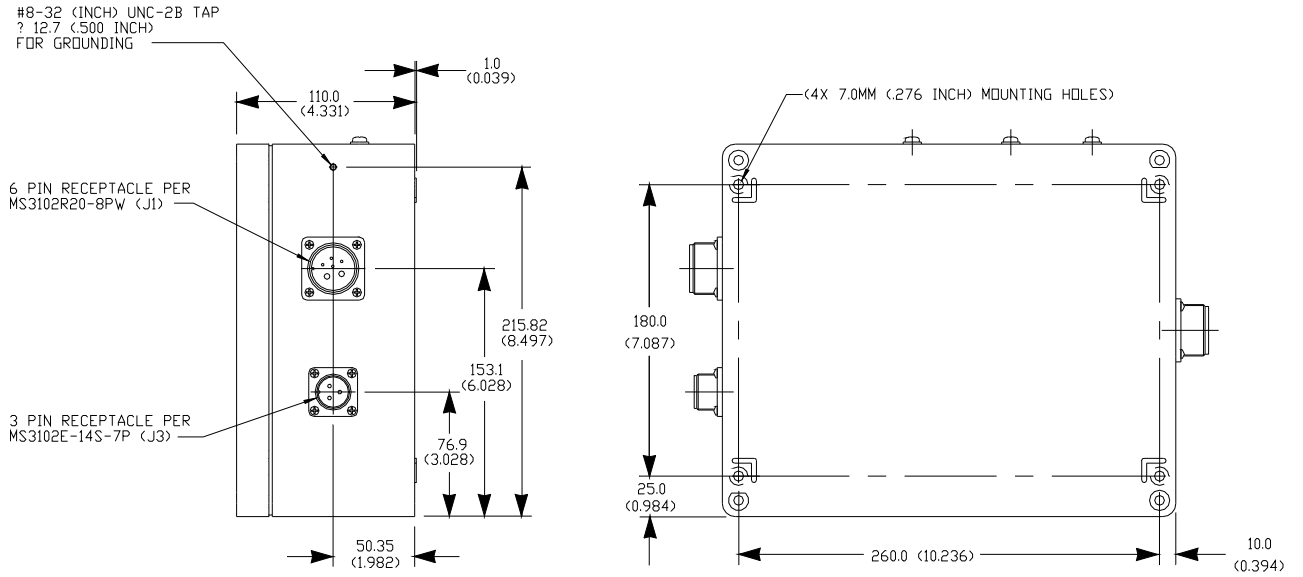 #8-32 (INCH) UNC-2B TAP
? 12.7 (.500 INCH)
FOR GROUNDING
1.0
(0.039)
110.0
(4.331)
(4X 7.0MM (.276 INCH) MOUNTING HOLES)
6 PIN RECEPTACLE PER
MS3102R20-8PW (J1)
215.82
(8.497)
180.0
(7.087)
153.1
(6.028)
3 PIN RECEPTACLE PER
MS3102E-14S-7P (J3)
76.9
(3.028)
25.0
(0.984)
50.35
(1.982)
260.0 (10.236)
10.0
(0.394)